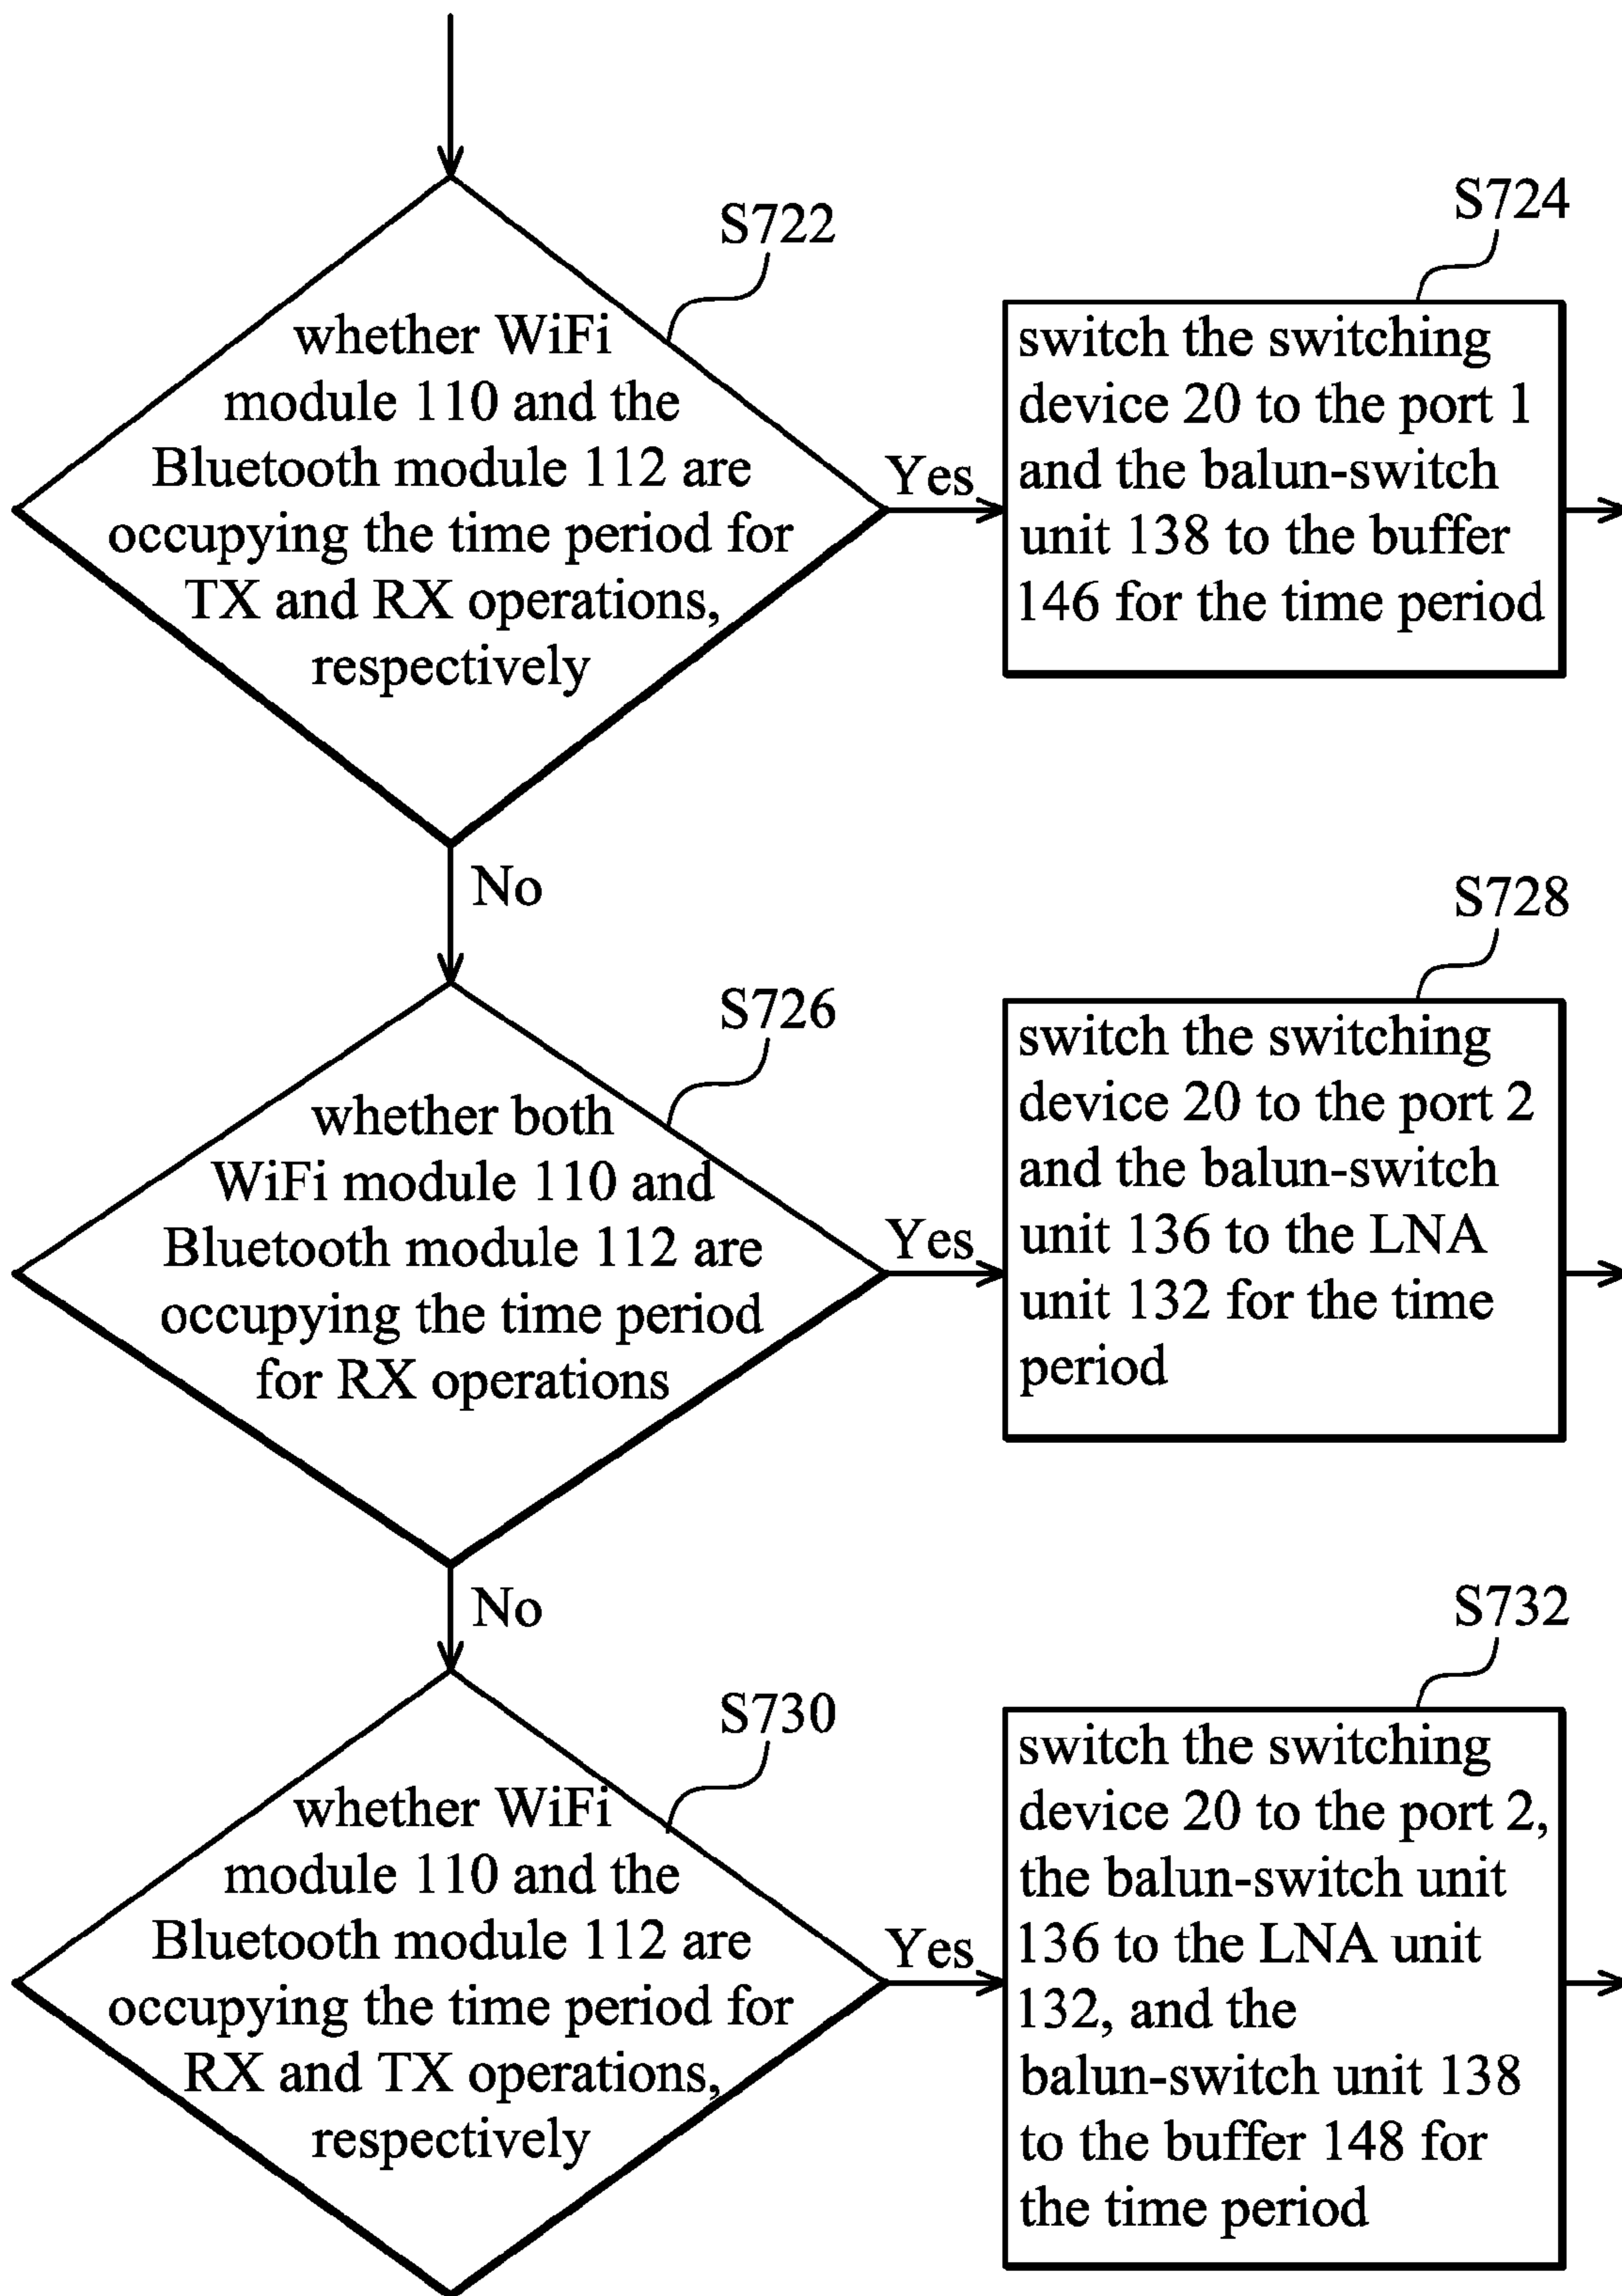 S722
whether WiFi
module 110 and the
Bluetooth module 112 are
occupying the time period for
TX and RX operations,
respectively
Yes
S724
switch the switching
device 20 to the port 1
and the balun-switch
unit 138 to the buffer
146 for the time period
No
S726
whether both
WiFi module 110 and
Bluetooth module 112 are
occupying the time period
for RX operations
Yes
S728
switch the switching
device 20 to the port 2
and the balun-switch
unit 136 to the LNA
unit 132 for the time
period
No
S730
whether WiFi
module 110 and the
Bluetooth module 112 are
occupying the time period for
RX and TX operations,
respectively
Yes
S732
switch the switching
device 20 to the port 2,
the balun-switch unit
136 to the LNA unit
132, and the
balun-switch unit 138
to the buffer 148 for
the time period